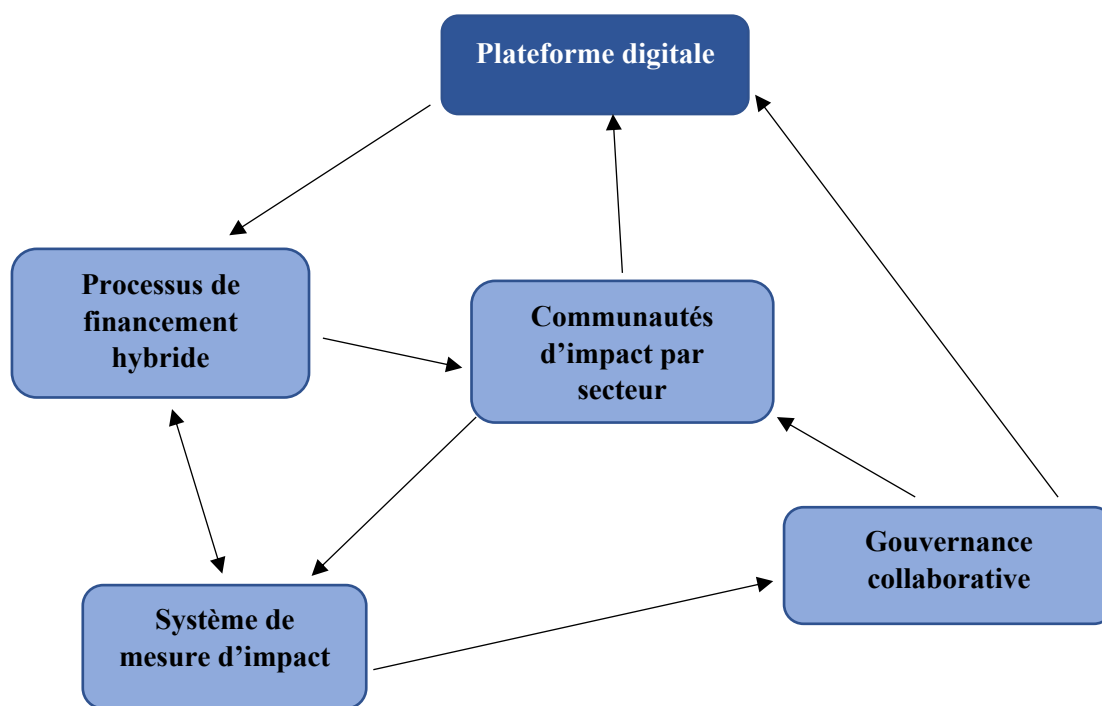 Plateforme digitale
Processus de
financement
hybride
Communautés
d’impact par
secteur
Gouvernance
collaborative
Système de
mesure d’impact